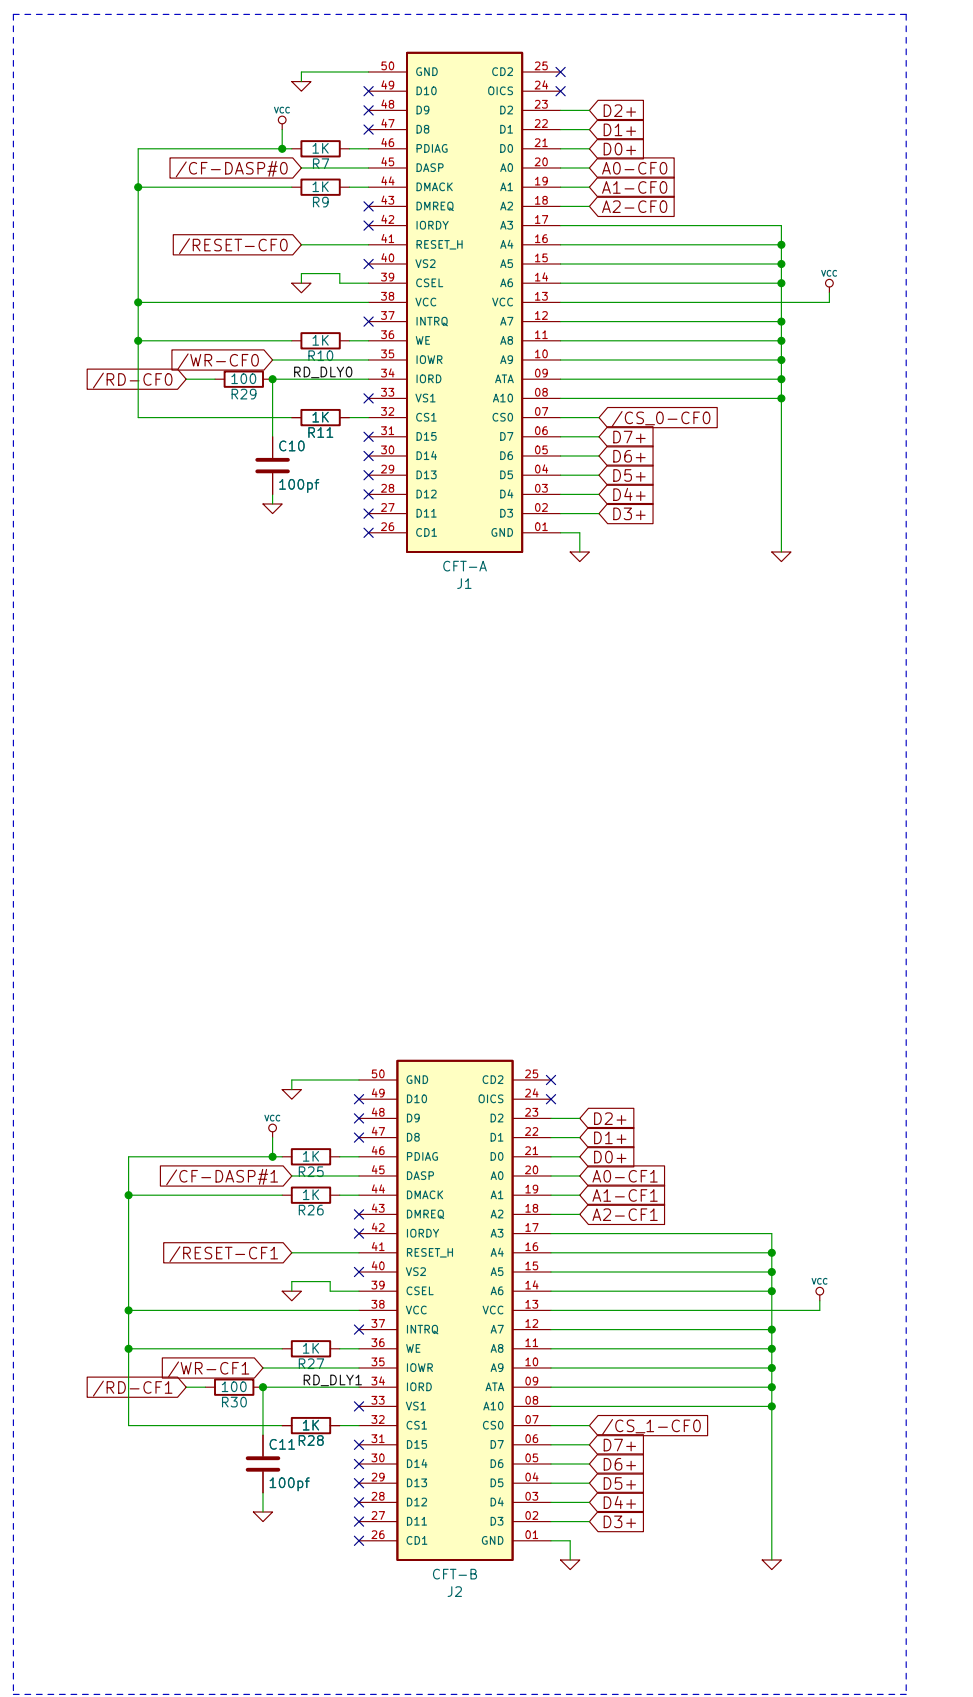 50 GND CD2 25
49 D10 OICS 24
48 D9 D2 23 D2+
VCC
47 D8 D1 22 D1+
1K 46 PDIAG D0 21 D0+
R7
/CF-DASP#0 45 DASP A0 20 A0-CF0
1K 44 DMACK A1 19 A1-CF0
R9
43 DMREQ A2 18 A2-CF0
42 IORDY A3 17
/RESET-CF0 41 RESET_H A4 16
40 VS2 A5 15
VCC
39 CSEL A6 14
38 VCC VCC 13
37 INTRQ A7 12
1K 36 WE A8 11
R10
/WR-CF0 35 IOWR A9 10
RD_DLY0
/RD-CF0 100 34 IORD ATA 09
R29
33 VS1 A10 08
1K 32 CS1 CS0 07 /CS_0-CF0
R11
31 D15 D7 06 D7+
C10
30 D14 D6 05 D6+
29 D13 D5 04 D5+
100pf
28 D12 D4 03 D4+
27 D11 D3 02 D3+
26 CD1 GND 01
CFT-A
J1
50 GND CD2 25
49 D10 OICS 24
48 D9 D2 23 D2+
VCC
47 D8 D1 22 D1+
1K 46 PDIAG D0 21 D0+
R25
/CF-DASP#1 45 DASP A0 20 A0-CF1
1K 44 DMACK A1 19 A1-CF1
R26
43 DMREQ A2 18 A2-CF1
42 IORDY A3 17
/RESET-CF1 41 RESET_H A4 16
40 VS2 A5 15
VCC
39 CSEL A6 14
38 VCC VCC 13
37 INTRQ A7 12
1K 36 WE A8 11
R27
/WR-CF1 35 IOWR A9 10
RD_DLY1
/RD-CF1 100 34 IORD ATA 09
R30
33 VS1 A10 08
1K 32 CS1 CS0 07 /CS_1-CF0
R28
31 D15 D7 06 D7+
C11
30 D14 D6 05 D6+
29 D13 D5 04 D5+
100pf
28 D12 D4 03 D4+
27 D11 D3 02 D3+
26 CD1 GND 01
CFT-B
J2